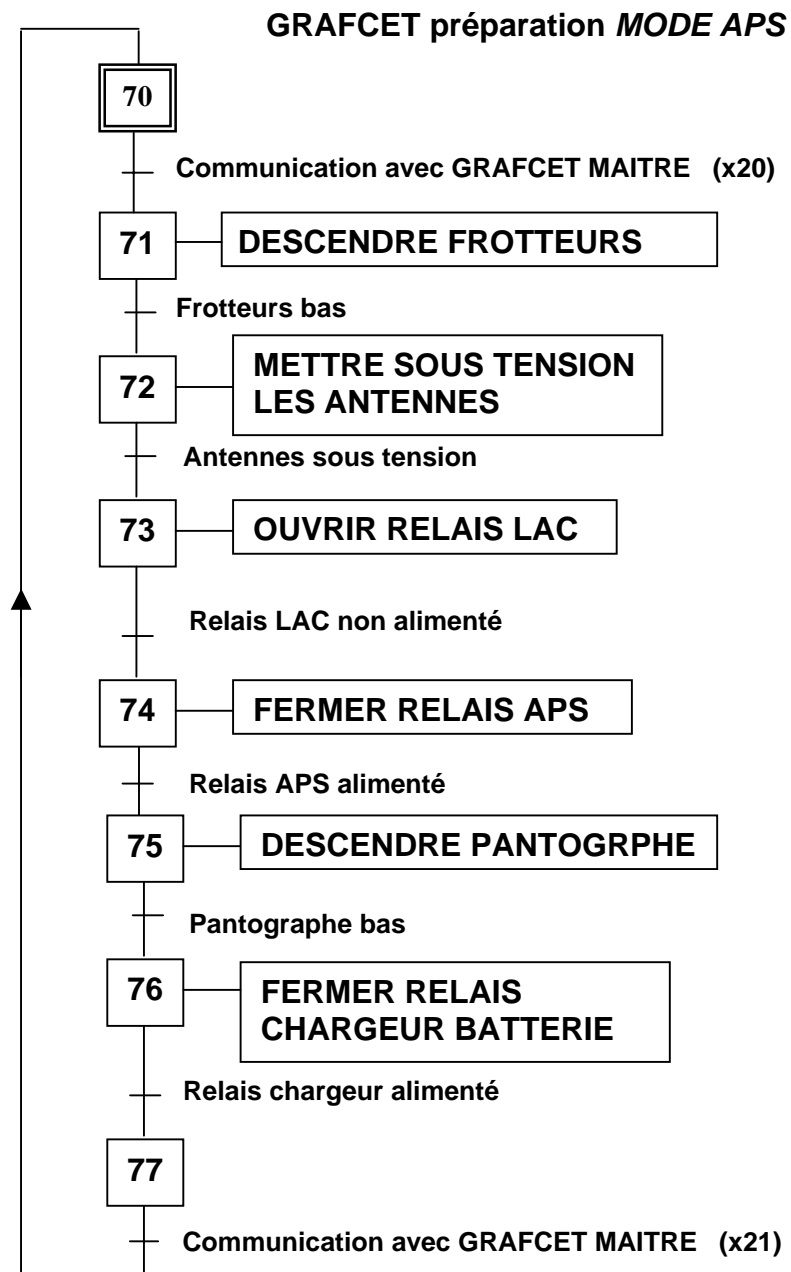 GRAFCET préparation MODE APS
70
Communication avec GRAFCET MAITRE (x20)
71
DESCENDRE FROTTEURS
Frotteurs bas
72
METTRE SOUS TENSION
LES ANTENNES
Antennes sous tension
73
OUVRIR RELAIS LAC
Relais LAC non alimenté
74
FERMER RELAIS APS
Relais APS alimenté
75
DESCENDRE PANTOGRPHE
Pantographe bas
76
FERMER RELAIS
CHARGEUR BATTERIE
Relais chargeur alimenté
77
Communication avec GRAFCET MAITRE (x21)